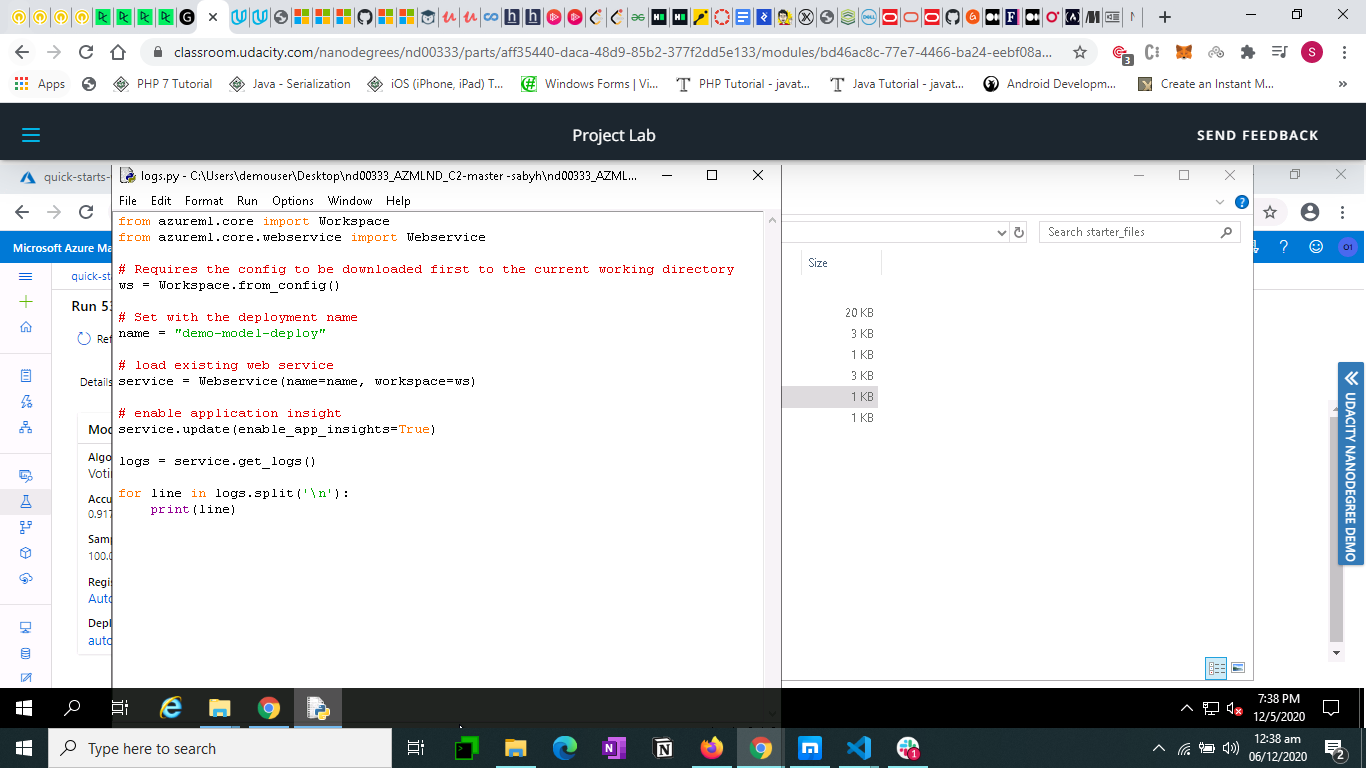 classroom.udacity.com/nanodegrees/nd00333/parts/aff35440-daca-48d9-85b2-377f2dd5e133/modules/bd46ac8c-77e7-4466-ba24-eebf08a...
3
S
Apps
PHP 7 Tutorial
Java - Serialization
iOS (iPhone, iPad) T...
Windows Forms | Vi...
PHP Tutorial - javat...
Java Tutorial - javat...
Android Developm...
Create an Instant M...
»
Project Lab
SEND FEEDBACK
quick-starts-
logs.py - C:\Users\demouser\Desktop\nd00333_AZMLND_C2-master -sabyh\nd00333_AZML...
File Edit Format Run Options Window Help
Search starter_files
Microsoft Azure Ma
O1
quick-st
Run 53
Ref
Details
Mod
Algo
Voti
Accu
0.917
Samp
100.0
Regi
Auto
Depl
auto
from azureml.core import Workspace
from azureml.core.webservice import Webservice
# Requires the config to be downloaded first to the current working directory
ws = Workspace.from_config()
# Set with the deployment name
name = "demo-model-deploy"
# load existing web service
service = Webservice(name=name, workspace=ws)
# enable application insight
service.update(enable_app_insights=True)
logs = service.get_logs()
for line in logs.split('\n'):
print(line)
Size
20 KB
3 KB
1 KB
3 KB
1 KB
1 KB
UDACITY NANODEGREE DEMO
7:38 PM
12/5/2020
Type here to search
12:38 am
06/12/2020
1
2